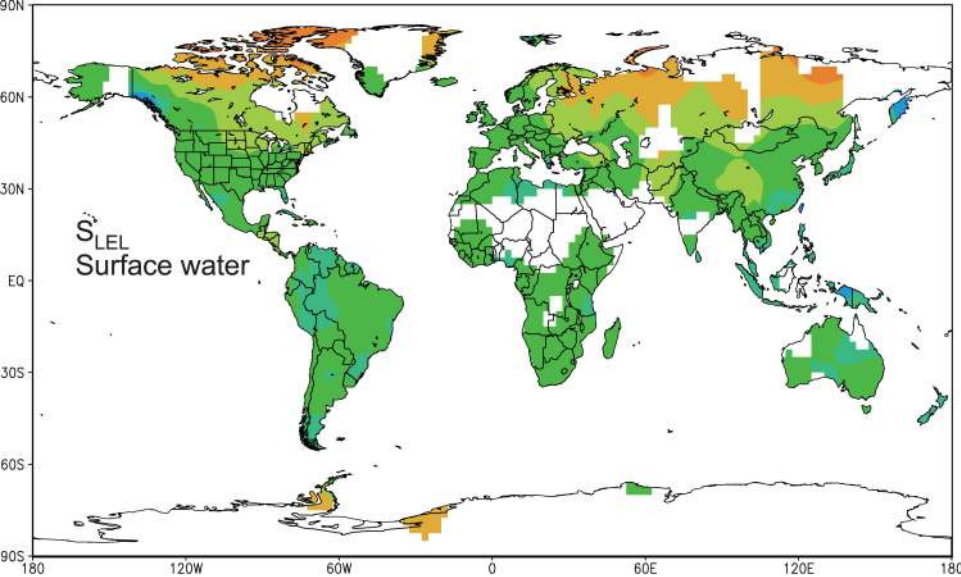 90N
60N
30N
S_LEL
Surface water
EQ
30S
60S
90S
180 120W 60W 0 60E 120E 180